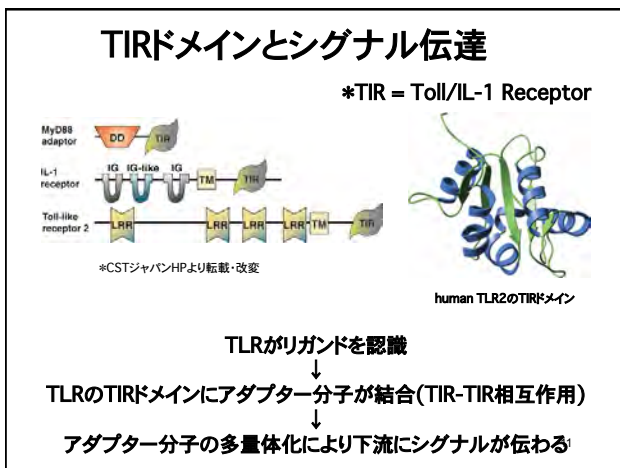 TIRドメインとシグナル伝達
*TIR = Toll/IL-1 Receptor
MyD88
adaptor
DD
TIR
IL-1
receptor
IG
IG-like
IG
TM
TIR
Toll-like
receptor 2
LRR
LRR
LRR
LRR
TM
TIR
*CSTジャパンHPより転載・改変
human TLR2のTIRドメイン
TLRがリガンドを認識
↓
TLRのTIRドメインにアダプター分子が結合(TIR-TIR相互作用)
↓
アダプター分子の多量体化により下流にシグナルが伝わる
1